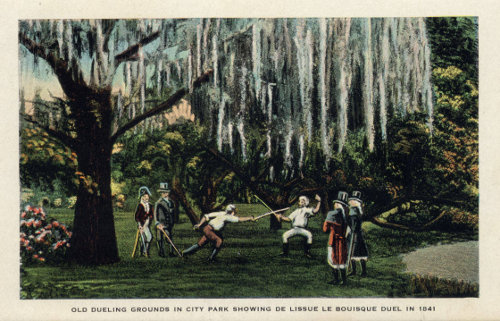 OLD DUELING GROUNDS IN CITY PARK SHOWING DE LISSUE LE BOUISQUE DUEL IN 1841